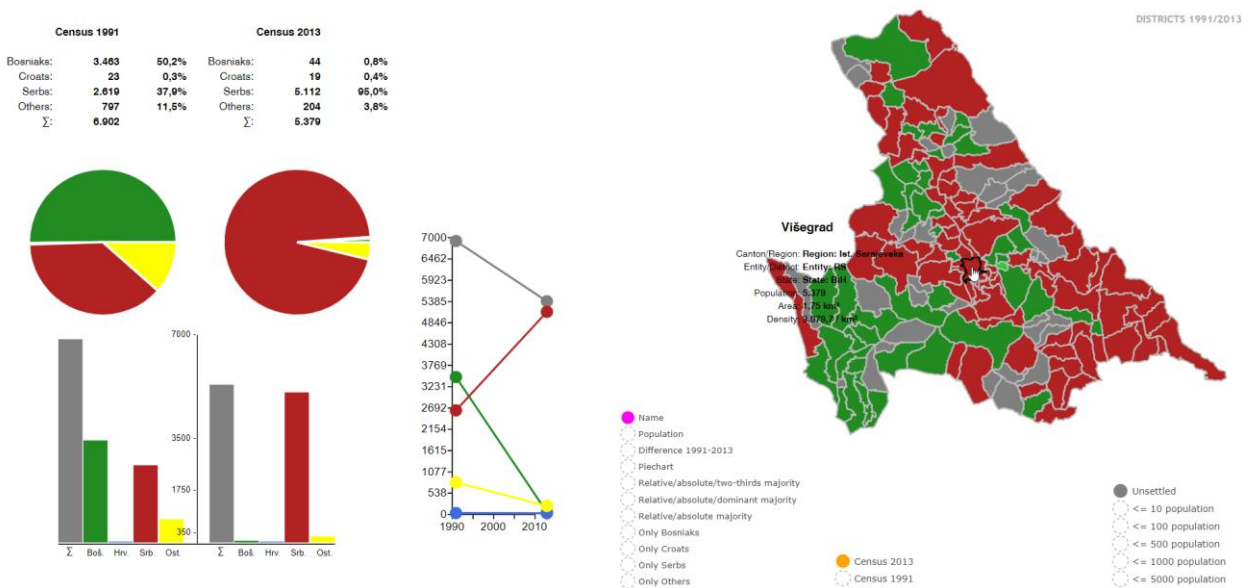 Census 1991 Census 2013
Bosniaks: 3.463 50,2% Bosniaks: 44 0,8%
Croats: 23 0,3% Croats: 19 0,4%
Serbs: 2.619 37,9% Serbs: 5.112 95,0%
Others: 797 11,5% Others: 204 3,8%
Σ: 6.902 Σ: 5.379
7000
3500
1750
350
Σ Boš. Hrv. Srb. Ost. Σ Boš. Hrv. Srb. Ost.
7000
6462
5923
5385
4846
4308
3769
3231
2692
2154
1615
1077
538
0
1990 2000 2010
DISTRICTS 1991/2013
Višegrad
Canton/Region: Region: Ist. Sarajevska
Entity/District: Entity: RS
State: State: BiH
Population: 5.379
Area: 1,75 km²
Density: / km²
Name
Population
Difference 1991-2013
Piechart
Relative/absolute/two-thirds majority
Relative/absolute/dominant majority
Relative/absolute majority
Only Bosniaks
Only Croats
Only Serbs
Only Others
Census 2013
Census 1991
Unsettled
<= 10 population
<= 100 population
<= 500 population
<= 1000 population
<= 5000 population